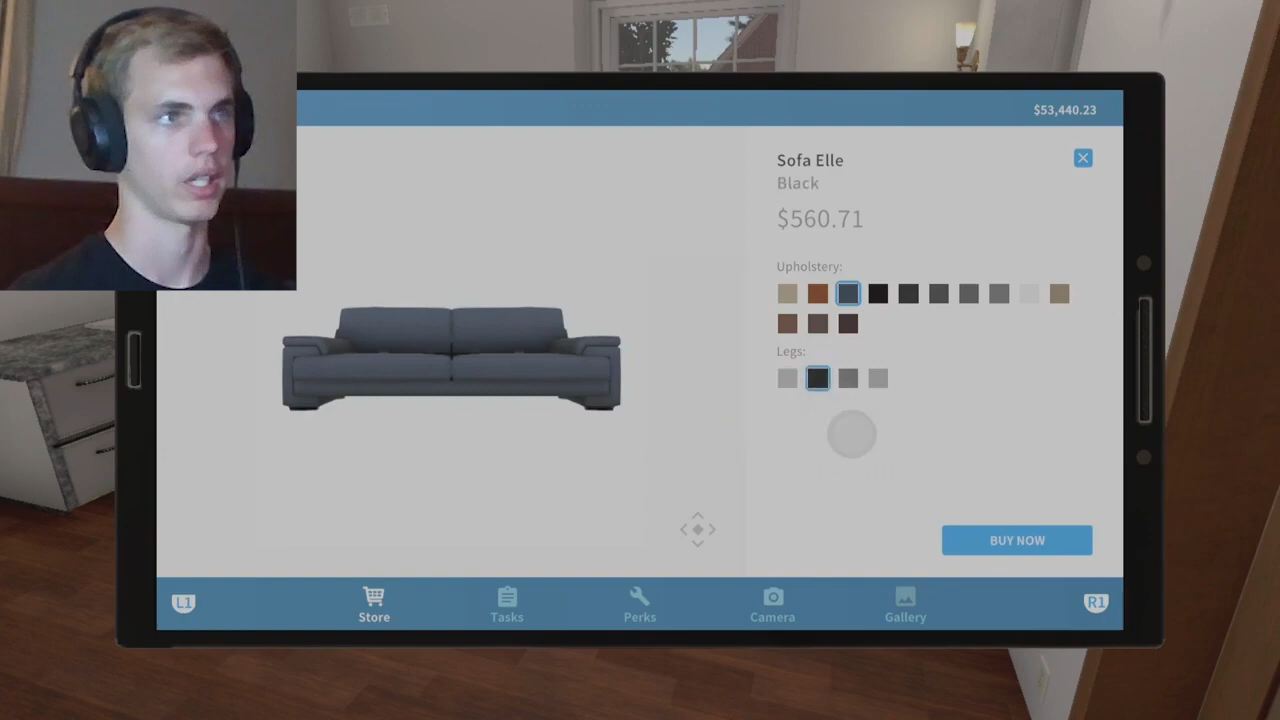 $53,440.23
Sofa Elle
Black
$560.71
Upholstery:
Legs:
BUY NOW
L1
Store
Tasks
Perks
Camera
Gallery
R1